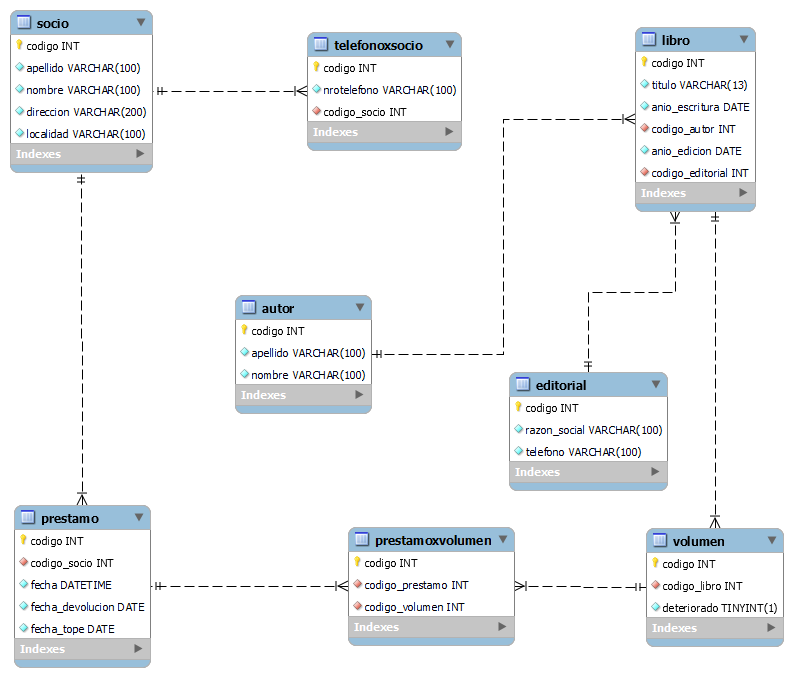 socio
codigo INT
apellido VARCHAR(100)
nombre VARCHAR(100)
direccion VARCHAR(200)
localidad VARCHAR(100)
Indexes
telefonoxsocio
codigo INT
nrotelefono VARCHAR(100)
codigo_socio INT
Indexes
libro
codigo INT
titulo VARCHAR(13)
anio_escritura DATE
codigo_autor INT
anio_edicion DATE
codigo_editorial INT
Indexes
autor
codigo INT
apellido VARCHAR(100)
nombre VARCHAR(100)
Indexes
editorial
codigo INT
razon_social VARCHAR(100)
telefono VARCHAR(100)
Indexes
prestamo
codigo INT
codigo_socio INT
fecha DATETIME
fecha_devolucion DATE
fecha_tope DATE
Indexes
prestamoxvolumen
codigo INT
codigo_prestamo INT
codigo_volumen INT
Indexes
volumen
codigo INT
codigo_libro INT
deteriorado TINYINT(1)
Indexes